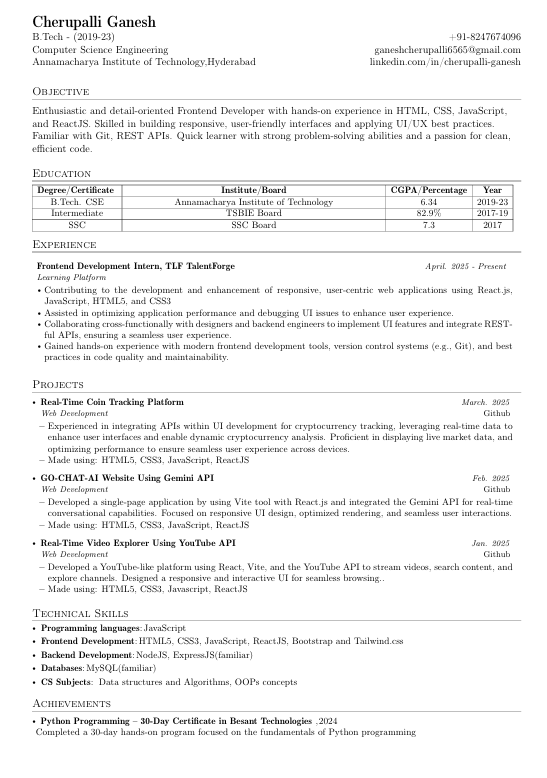 Cherupalli Ganesh
B.Tech - (2019-23) +91-8247674096
Computer Science Engineering ganeshcherupalli6565@gmail.com
Annamacharya Institute of Technology,Hyderabad linkedin.com/in/cherupalli-ganesh
Objective
Enthusiastic and detail-oriented Frontend Developer with hands-on experience in HTML, CSS, JavaScript,
and ReactJS. Skilled in building responsive, user-friendly interfaces and applying UI/UX best practices.
Familiar with Git, REST APIs. Quick learner with strong problem-solving abilities and a passion for clean,
efficient code.
Education
Degree/Certificate Institute/Board CGPA/Percentage Year
B.Tech. CSE Annamacharya Institute of Technology 6.34 2019-23
Intermediate TSBIE Board 82.9% 2017-19
SSC SSC Board 7.3 2017
Experience
Frontend Development Intern, TLF TalentForge April. 2025 - Present
Learning Platform
• Contributing to the development and enhancement of responsive, user-centric web applications using React.js,
JavaScript, HTML5, and CSS3
• Assisted in optimizing application performance and debugging UI issues to enhance user experience.
• Collaborating cross-functionally with designers and backend engineers to implement UI features and integrate REST-
ful APIs, ensuring a seamless user experience.
• Gained hands-on experience with modern frontend development tools, version control systems (e.g., Git), and best
practices in code quality and maintainability.
Projects
• Real-Time Coin Tracking Platform March. 2025
Web Development Github
– Experienced in integrating APIs within UI development for cryptocurrency tracking, leveraging real-time data to
enhance user interfaces and enable dynamic cryptocurrency analysis. Proficient in displaying live market data, and
optimizing performance to ensure seamless user experience across devices.
– Made using: HTML5, CSS3, JavaScript, ReactJS
• GO-CHAT-AI Website Using Gemini API Feb. 2025
Web Development Github
– Developed a single-page application by using Vite tool with React.js and integrated the Gemini API for real-time
conversational capabilities. Focused on responsive UI design, optimized rendering, and seamless user interactions.
– Made using: HTML5, CSS3, JavaScript, ReactJS
• Real-Time Video Explorer Using YouTube API Jan. 2025
Web Development Github
– Developed a YouTube-like platform using React, Vite, and the YouTube API to stream videos, search content, and
explore channels. Designed a responsive and interactive UI for seamless browsing..
– Made using: HTML5, CSS3, Javascript, ReactJS
Technical Skills
• Programming languages:JavaScript
• Frontend Development:HTML5, CSS3, JavaScript, ReactJS, Bootstrap and Tailwind.css
• Backend Development:NodeJS, ExpressJS(familiar)
• Databases:MySQL(familiar)
• CS Subjects: Data structures and Algorithms, OOPs concepts
Achievements
• Python Programming – 30-Day Certificate in Besant Technologies ,2024
Completed a 30-day hands-on program focused on the fundamentals of Python programming